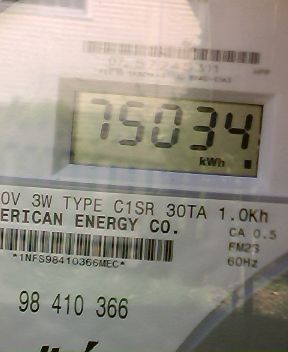 75034
kWh
0V 3W TYPE C1SR 30TA 1.0Kh
ERICAN ENERGY CO.
CA 0.5
FM2S
60Hz
*1NFS98410366MEC*
98 410 366